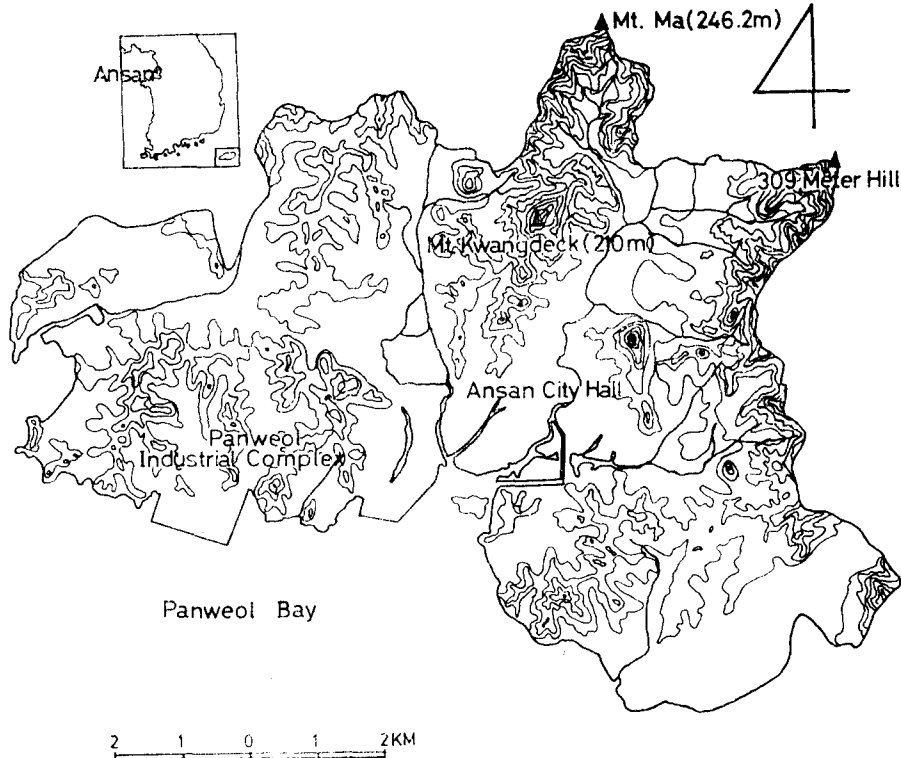 Mt. Ma(246.2m)
Ansan
309 Meter Hill
Mt. Kwangdeck(210m)
Ansan City Hall
Panweol
Industrial Complex
Panweol Bay
2 1 0 1 2KM